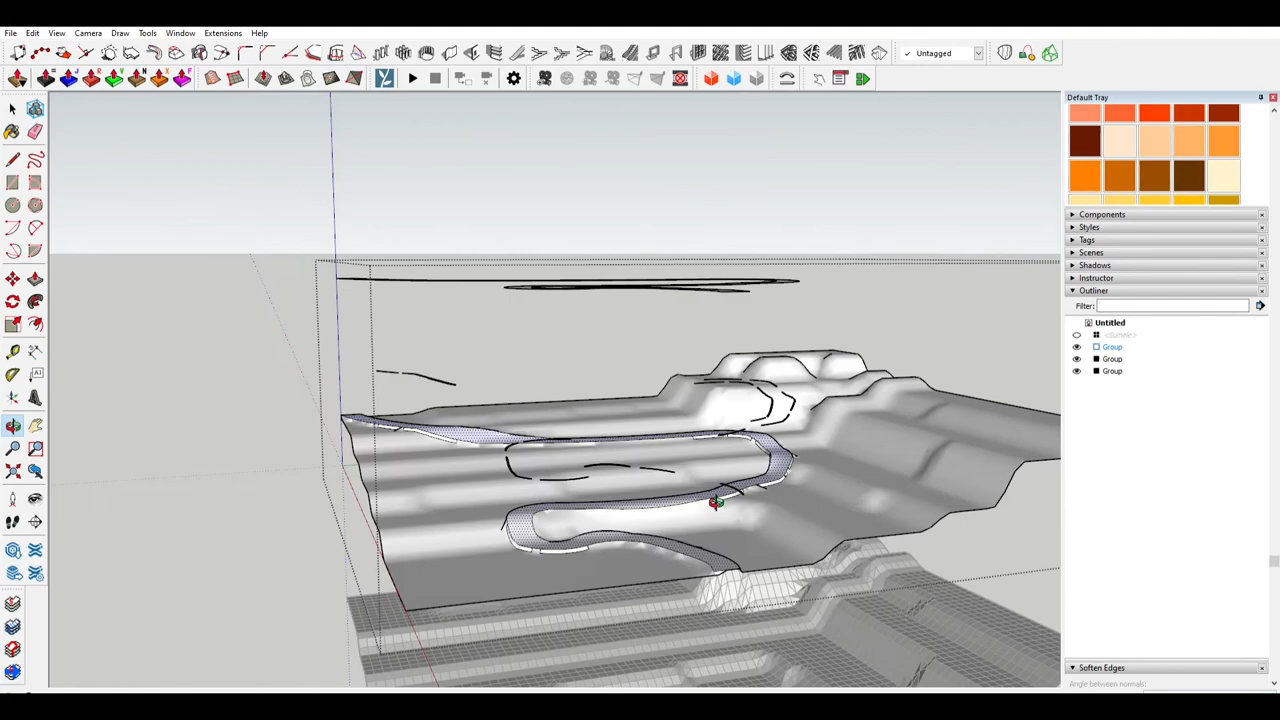 File Edit View Camera Draw Tools Window Extensions Help
Untagged
Default Tray
Components
Styles
Tags
Scenes
Shadows
Instructor
Outliner
Filter:
Untitled
Group
Group
Group
Soften Edges
Angle between normals: